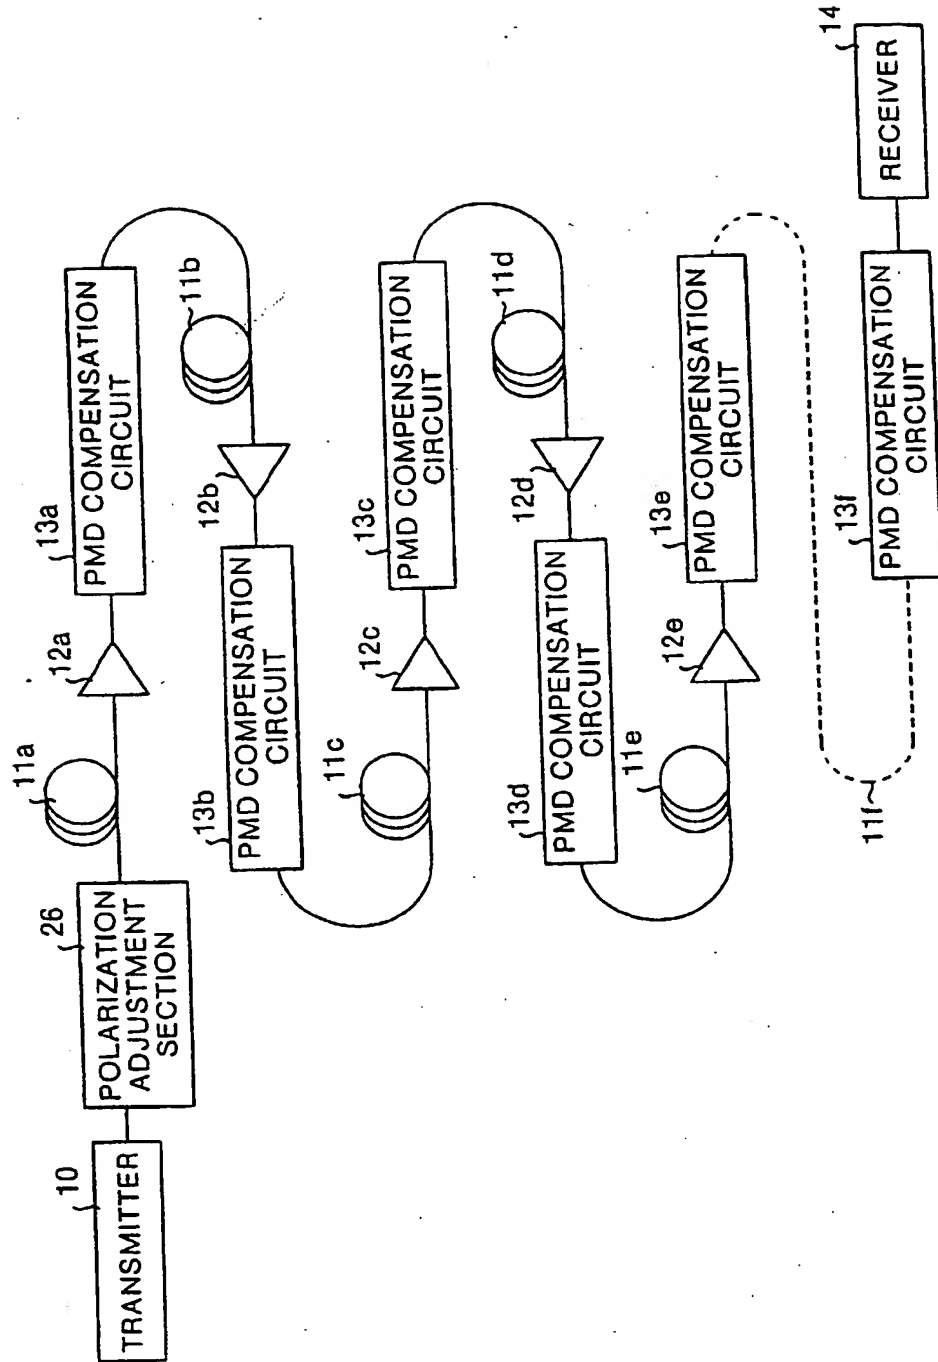 10
TRANSMITTER
26
POLARIZATION
ADJUSTMENT
SECTION
11a
12a
13a
PMD COMPENSATION
CIRCUIT
11b
12b
13b
PMD COMPENSATION
CIRCUIT
11c
12c
13c
PMD COMPENSATION
CIRCUIT
11d
12d
13d
PMD COMPENSATION
CIRCUIT
11e
12e
13e
PMD COMPENSATION
CIRCUIT
11f
13f
PMD COMPENSATION
CIRCUIT
14
RECEIVER